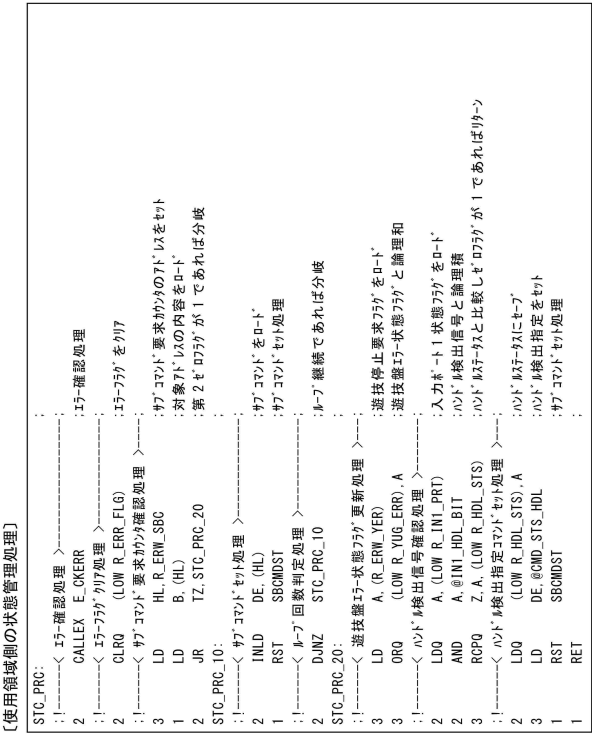 〔使用領域側の状態管理処理〕
STC_PRC: ;
;!-----< エラー確認処理 >------------------------;
2 CALLEX E_CKERR ;エラー確認処理
;!-----< エラーフラグクリア処理 >------------------;
2 CLRQ (LOW R_ERR_FLG) ;エラーフラグをクリア
;!-----< サブコマンド要求カウンタ確認処理 >--------;
3 LD HL,R_ERW_SBC ;サブコマンド要求カウンタのアドレスをセット
1 LD B,(HL) ;対象アドレスの内容をロード
2 JR TZ,STC_PRC_20 ;第2ゼロフラグが1であれば分岐
STC_PRC_10: ;
;!-----< サブコマンドセット処理 >------------------;
2 INLD DE,(HL) ;サブコマンドをロード
1 RST SBCMDST ;サブコマンドセット処理
;!-----< ループ回数判定処理 >--------------------;
2 DJNZ STC_PRC_10 ;ループ継続であれば分岐
STC_PRC_20: ;
;!-----< 遊技盤エラー状態フラグ更新処理 >----;
3 LD A,(R_ERW_YER) ;遊技停止要求フラグをロード
3 ORQ (LOW R_YUG_ERR),A ;遊技盤エラー状態フラグと論理和
;!-----< ハンドル検出信号確認処理 >----------;
2 LDQ A,(LOW R_IN1_PRT) ;入力ポート1状態フラグをロード
2 AND A,@IN1_HDL_BIT ;ハンドル検出信号と論理積
3 RCPQ Z,A,(LOW R_HDL_STS) ;ハンドルステータスと比較しゼロフラグが1であればリターン
;!-----< ハンドル検出指定コマンドセット処理 >----;
2 LDQ (LOW R_HDL_STS),A ;ハンドルステータスにセーブ
3 LD DE,@CMD_STS_HDL ;ハンドル検出指定をセット
1 RST SBCMDST ;サブコマンドセット処理
1 RET ;